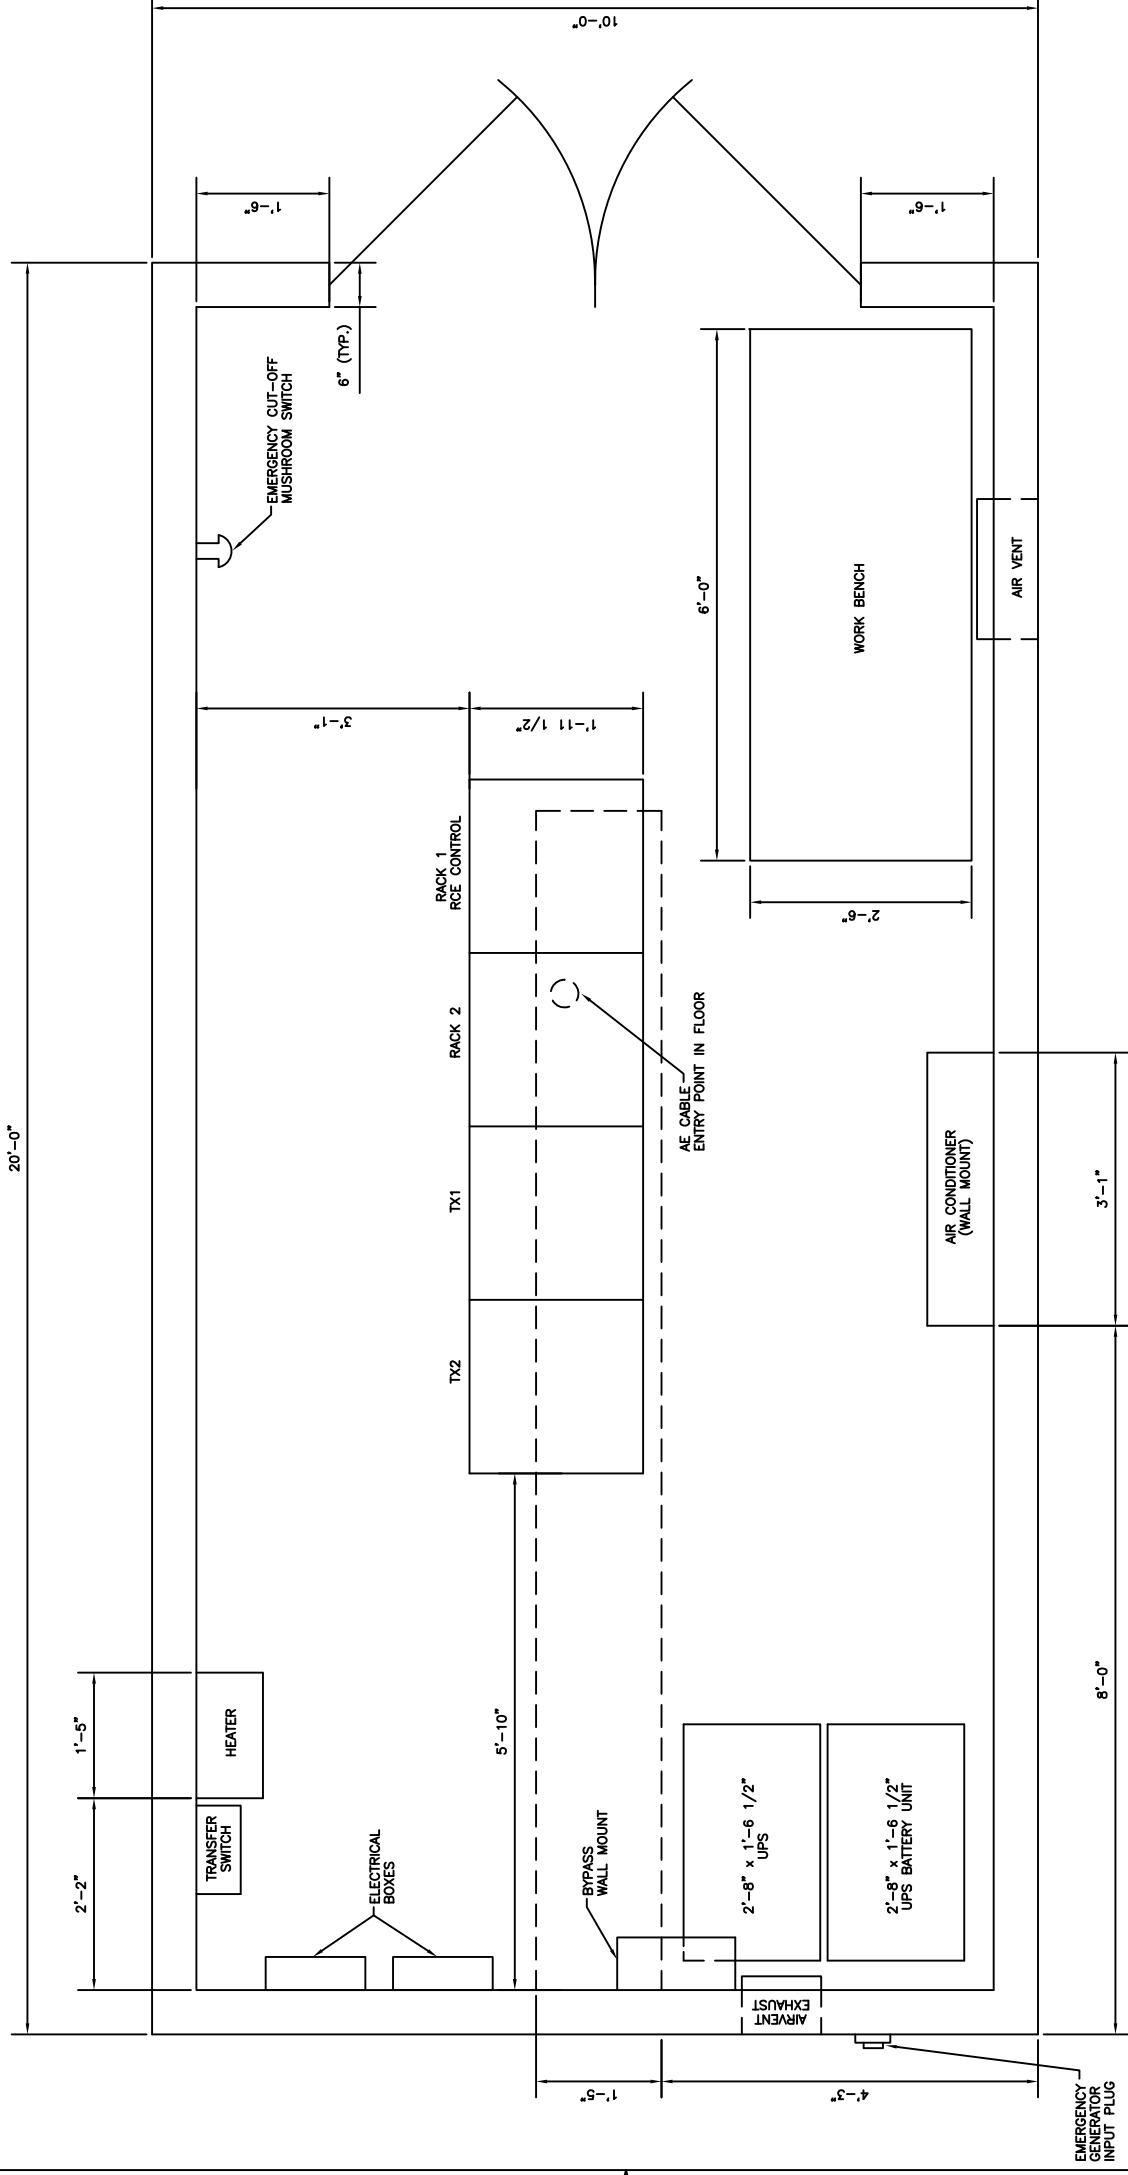 10'-0"
20'-0"
1'-6"
1'-6"
6" (TYP.)
EMERGENCY CUT-OFF
MUSHROOM SWITCH
6'-0"
WORK BENCH
AIR VENT
3'-1"
1'-11 1/2"
2'-6"
RACK 1
RCE CONTROL
RACK 2
TX1
TX2
AE CABLE
ENTRY POINT IN FLOOR
AIR CONDITIONER
(WALL MOUNT)
3'-1"
8'-0"
5'-10"
1'-5"
HEATER
2'-2"
TRANSFER
SWITCH
ELECTRICAL
BOXES
BYPASS
WALL MOUNT
2'-8" x 1'-6 1/2"
UPS
2'-8" x 1'-6 1/2"
UPS BATTERY UNIT
AIRVENT
EXHAUST
1'-5"
4'-3"
EMERGENCY
GENERATOR
INPUT PLUG